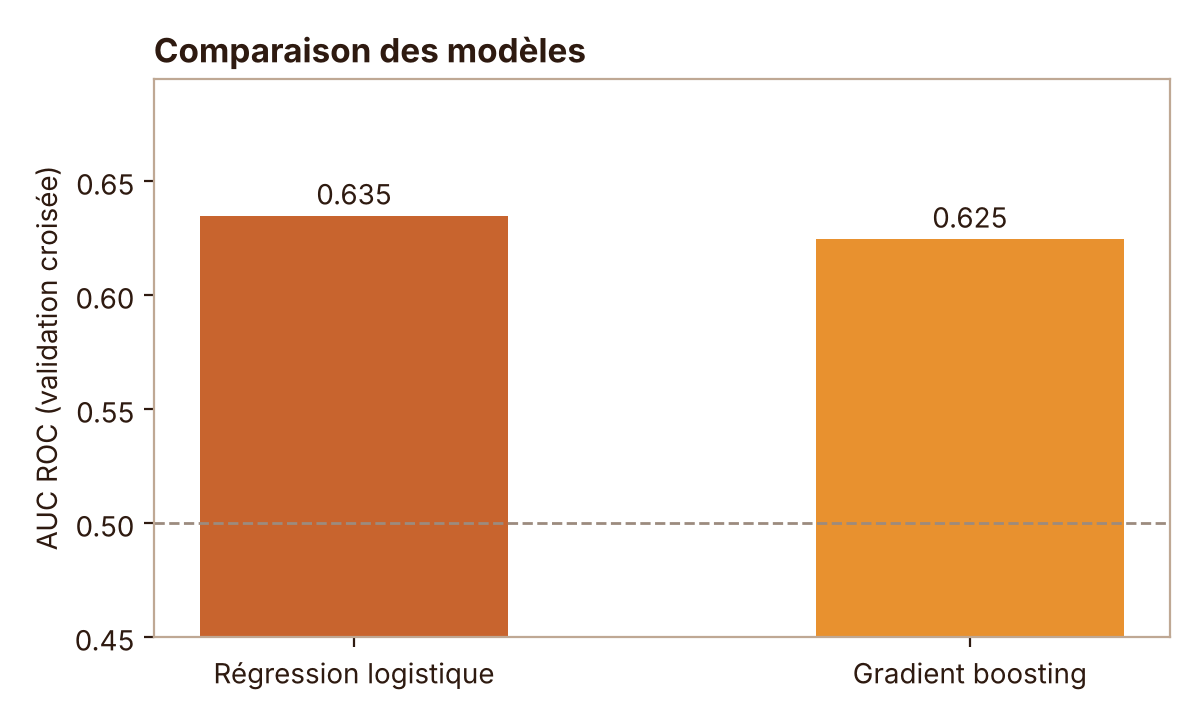 Comparaison des modèles
AUC ROC (validation croisée)
0.65
0.60
0.55
0.50
0.45
0.635
0.625
Régression logistique
Gradient boosting